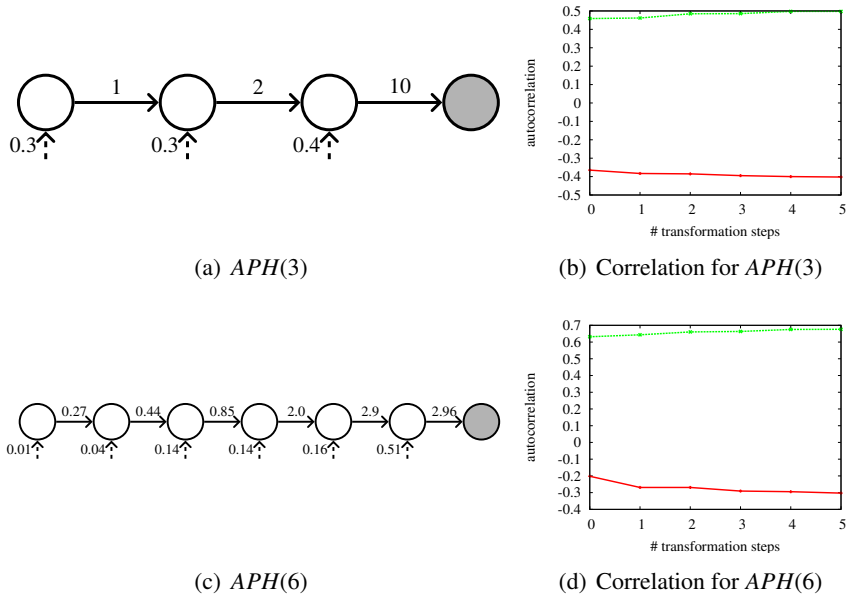 1 2 10
0.3 0.3 0.4
(a) APH(3)
0.5
0.4
0.3
0.2
0.1
0
-0.1
-0.2
-0.3
-0.4
-0.5
autocorrelation
0 1 2 3 4 5
# transformation steps
(b) Correlation for APH(3)
0.27 0.44 0.85 2.0 2.9 2.96
0.01 0.04 0.14 0.14 0.16 0.51
(c) APH(6)
0.7
0.6
0.5
0.4
0.3
0.2
0.1
0
-0.1
-0.2
-0.3
-0.4
autocorrelation
0 1 2 3 4 5
# transformation steps
(d) Correlation for APH(6)